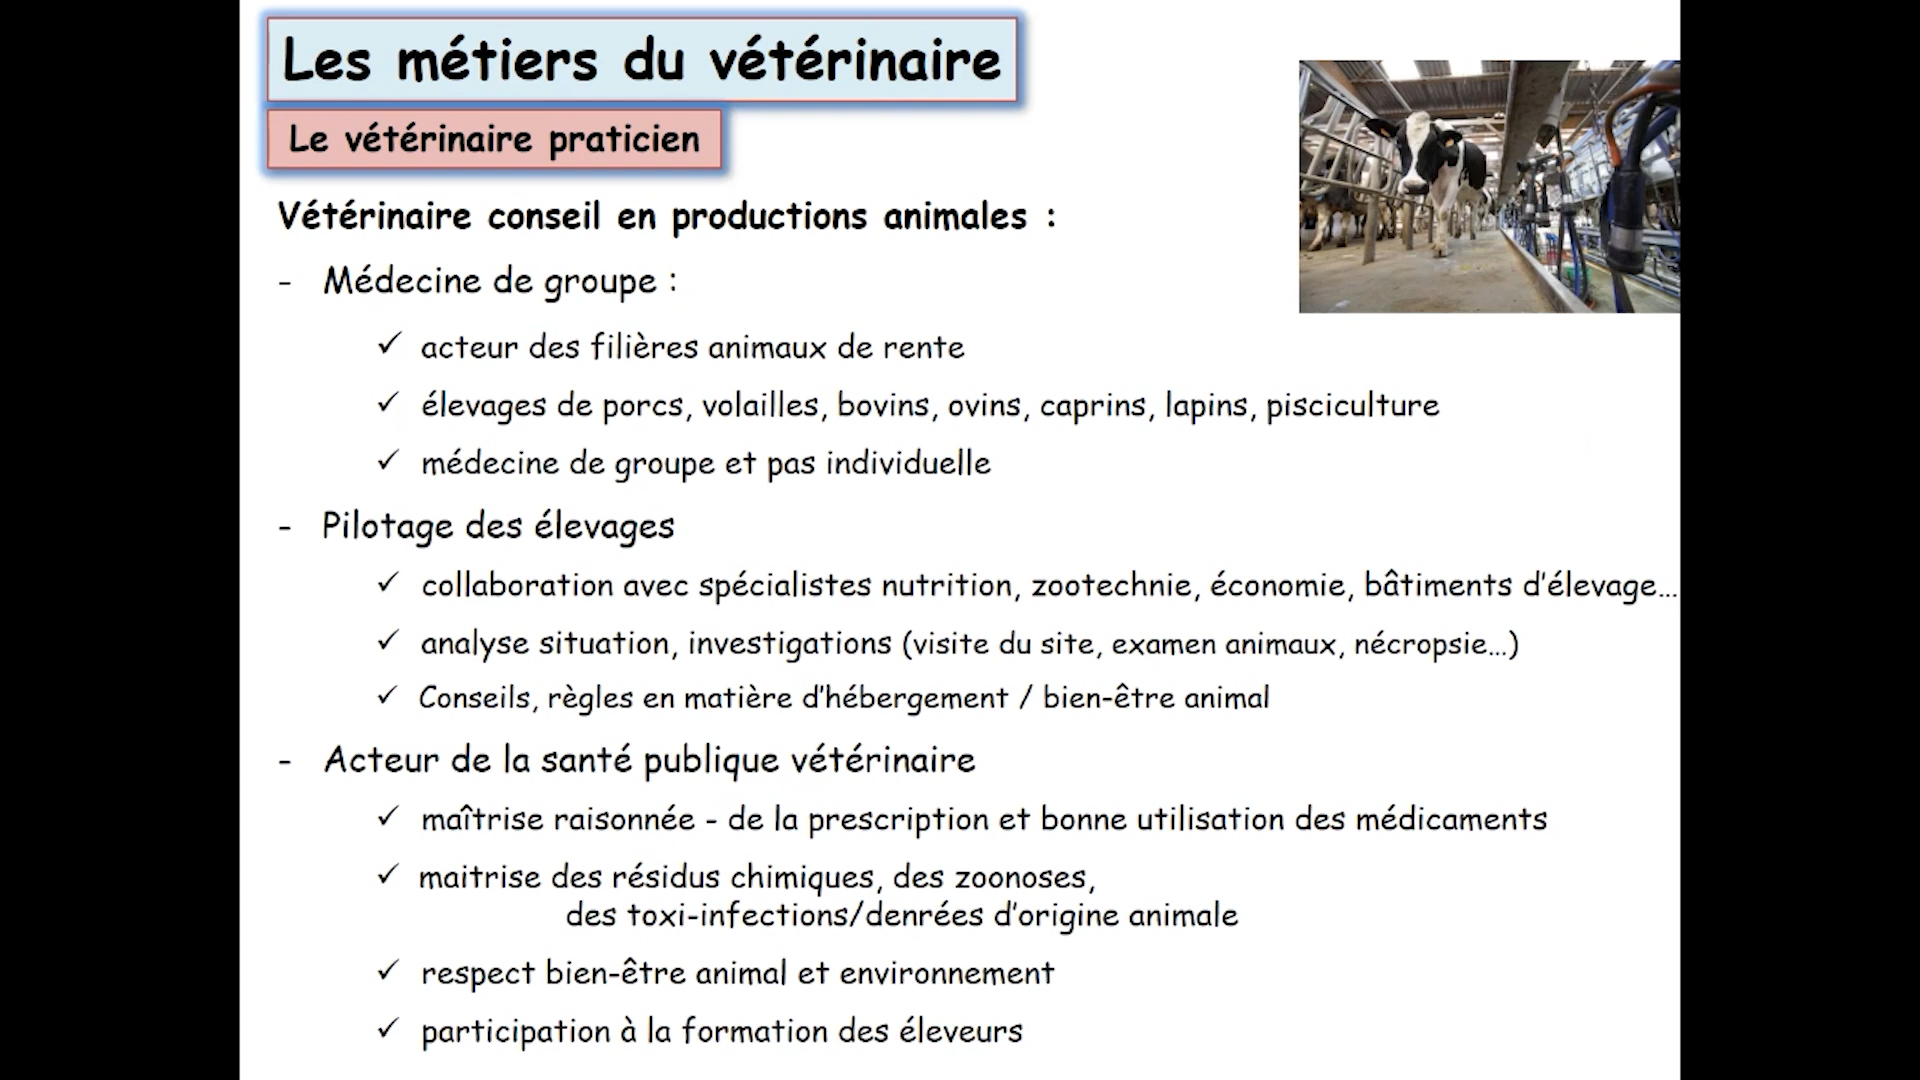 Les métiers du vétérinaire
Le vétérinaire praticien
Vétérinaire conseil en productions animales :
- Médecine de groupe :
✓ acteur des filières animaux de rente
✓ élevages de porcs, volailles, bovins, ovins, caprins, lapins, pisciculture
✓ médecine de groupe et pas individuelle
- Pilotage des élevages
✓ collaboration avec spécialistes nutrition, zootechnie, économie, bâtiments d'élevage...
✓ analyse situation, investigations (visite du site, examen animaux, nécropsie...)
✓ Conseils, règles en matière d'hébergement / bien-être animal
- Acteur de la santé publique vétérinaire
✓ maîtrise raisonnée - de la prescription et bonne utilisation des médicaments
✓ maitrise des résidus chimiques, des zoonoses,
des toxi-infections/denrées d'origine animale
✓ respect bien-être animal et environnement
✓ participation à la formation des éleveurs